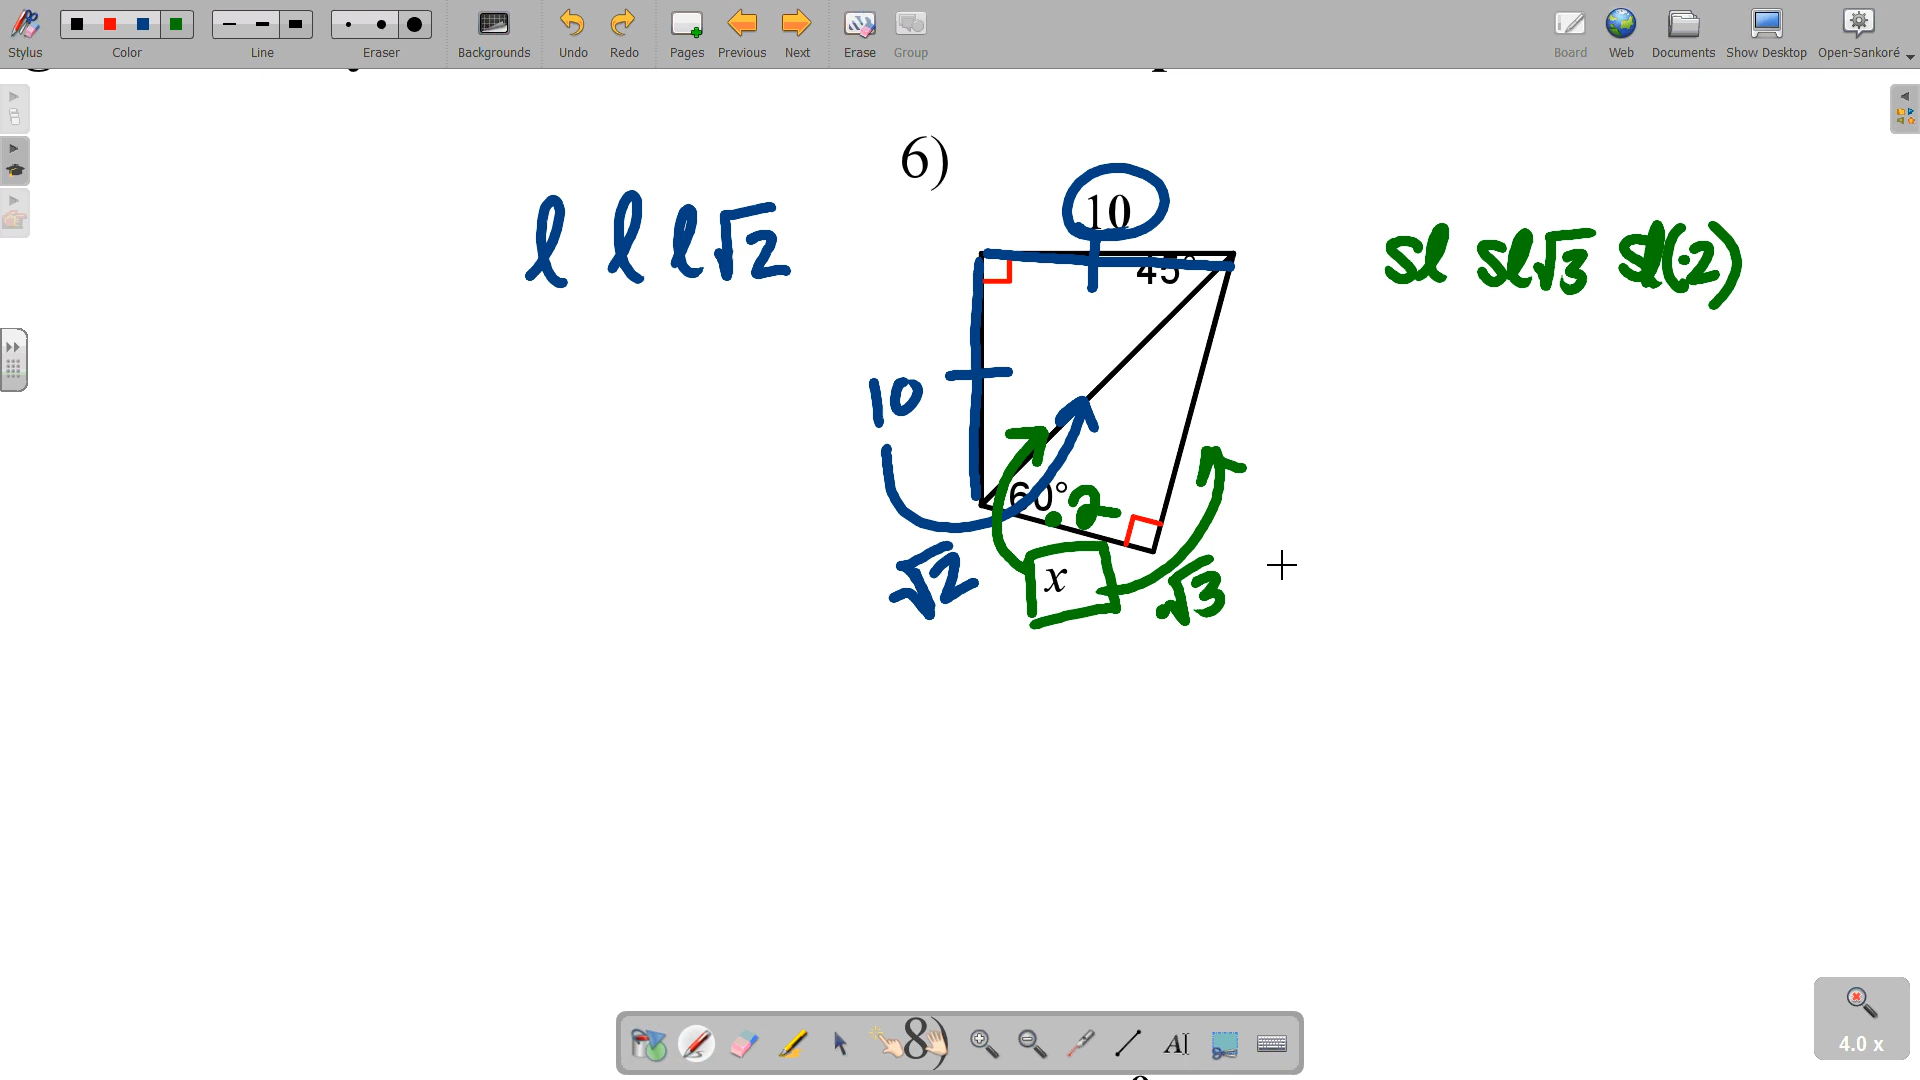 Stylus Color Line Eraser Backgrounds Undo Redo Pages Previous Next Erase Group Board Web Documents Show Desktop Open-Sankoré
6)
l l l√2
10
sl sl√3 sl(·2)
45°
10
60° ·2
√2 x √3
8)
4.0 x